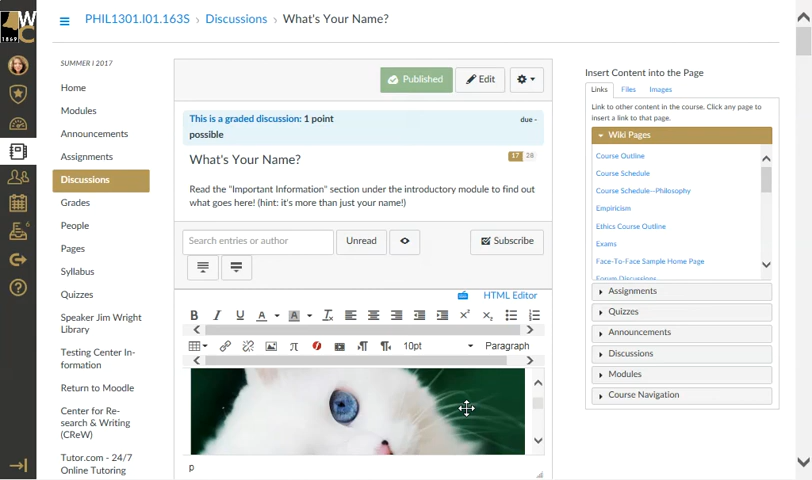 WC
1869
PHIL1301.I01.163S › Discussions › What's Your Name?
SUMMER I 2017
Home
Modules
Announcements
Assignments
Discussions
Grades
People
Pages
Syllabus
Quizzes
Speaker Jim Wright
Library
Testing Center In-
formation
Return to Moodle
Center for Re-
search & Writing
(CReW)
Tutor.com - 24/7
Online Tutoring
6
Published
Edit
This is a graded discussion: 1 point
possible
due -
What's Your Name?
17 28
Read the "Important Information" section under the introductory module to find out
what goes here! (hint: it's more than just your name!)
Search entries or author
Unread
Subscribe
HTML Editor
B I U A A
10pt
Paragraph
p
Insert Content into the Page
Links Files Images
Link to other content in the course. Click any page to
insert a link to that page.
Wiki Pages
Course Outline
Course Schedule
Course Schedule—Philosophy
Empiricism
Ethics Course Outline
Exams
Face-To-Face Sample Home Page
Forum Discussions
Assignments
Quizzes
Announcements
Discussions
Modules
Course Navigation